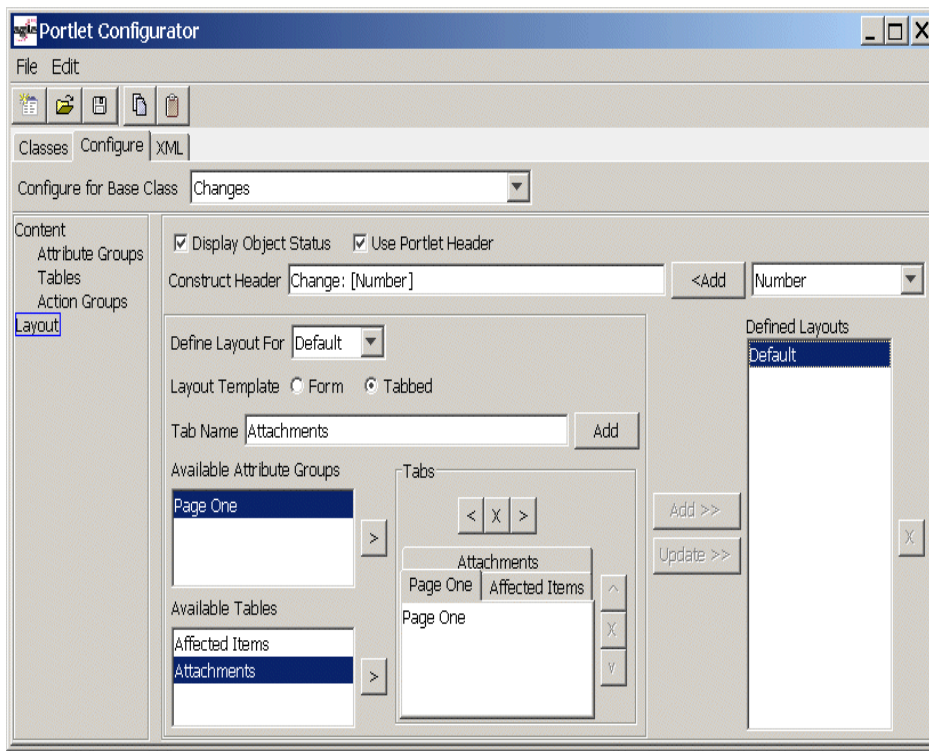 agile Portlet Configurator
File Edit
Classes Configure XML
Configure for Base Class Changes
Content
Attribute Groups
Tables
Action Groups
Layout
Display Object Status Use Portlet Header
Construct Header Change: [Number] <Add Number
Define Layout For Default
Layout Template Form Tabbed
Tab Name Attachments Add
Available Attribute Groups
Page One
>
Available Tables
Affected Items
Attachments
>
Tabs
< X >
Attachments
Page One Affected Items
Page One
^
X
v
Add >>
Update >>
Defined Layouts
Default
X